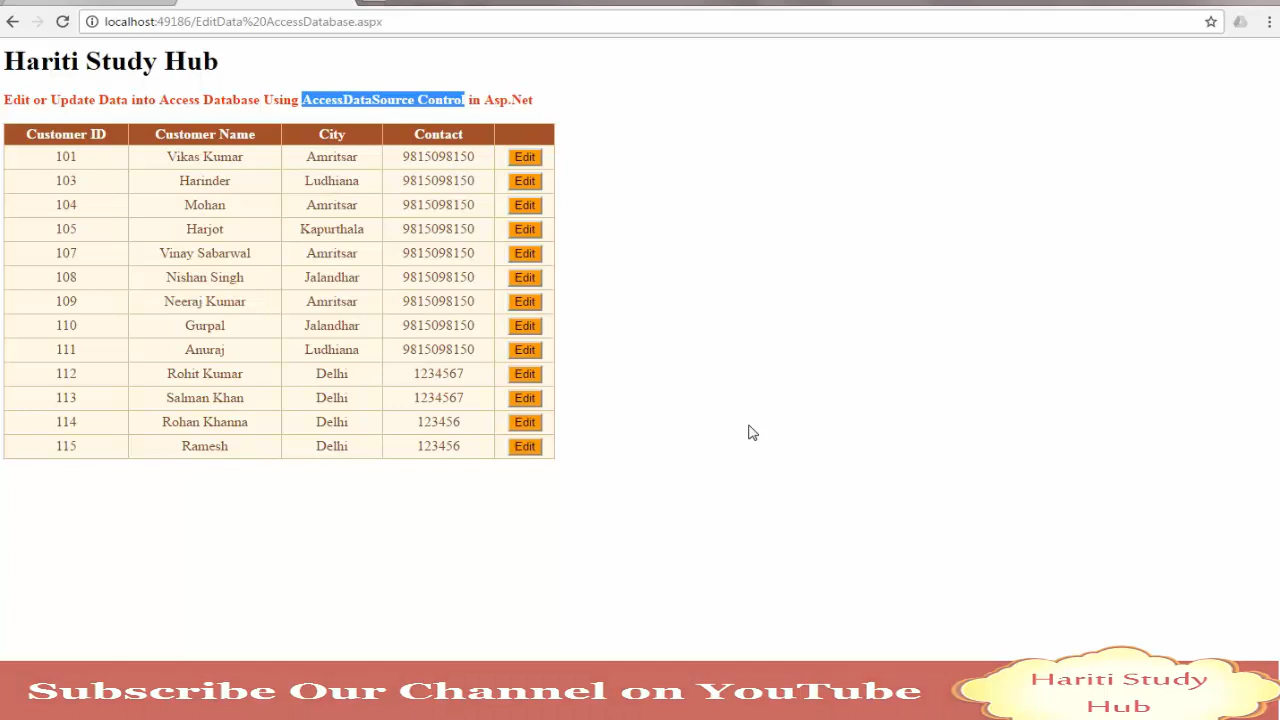 localhost:49186/EditData%20AccessDatabase.aspx
Hariti Study Hub
Edit or Update Data into Access Database Using AccessDataSource Control in Asp.Net
Customer ID Customer Name City Contact
101 Vikas Kumar Amritsar 9815098150 Edit
103 Harinder Ludhiana 9815098150 Edit
104 Mohan Amritsar 9815098150 Edit
105 Harjot Kapurthala 9815098150 Edit
107 Vinay Sabarwal Amritsar 9815098150 Edit
108 Nishan Singh Jalandhar 9815098150 Edit
109 Neeraj Kumar Amritsar 9815098150 Edit
110 Gurpal Jalandhar 9815098150 Edit
111 Anuraj Ludhiana 9815098150 Edit
112 Rohit Kumar Delhi 1234567 Edit
113 Salman Khan Delhi 1234567 Edit
114 Rohan Khanna Delhi 123456 Edit
115 Ramesh Delhi 123456 Edit
Subscribe Our Channel on YouTube
Hariti Study
Hub